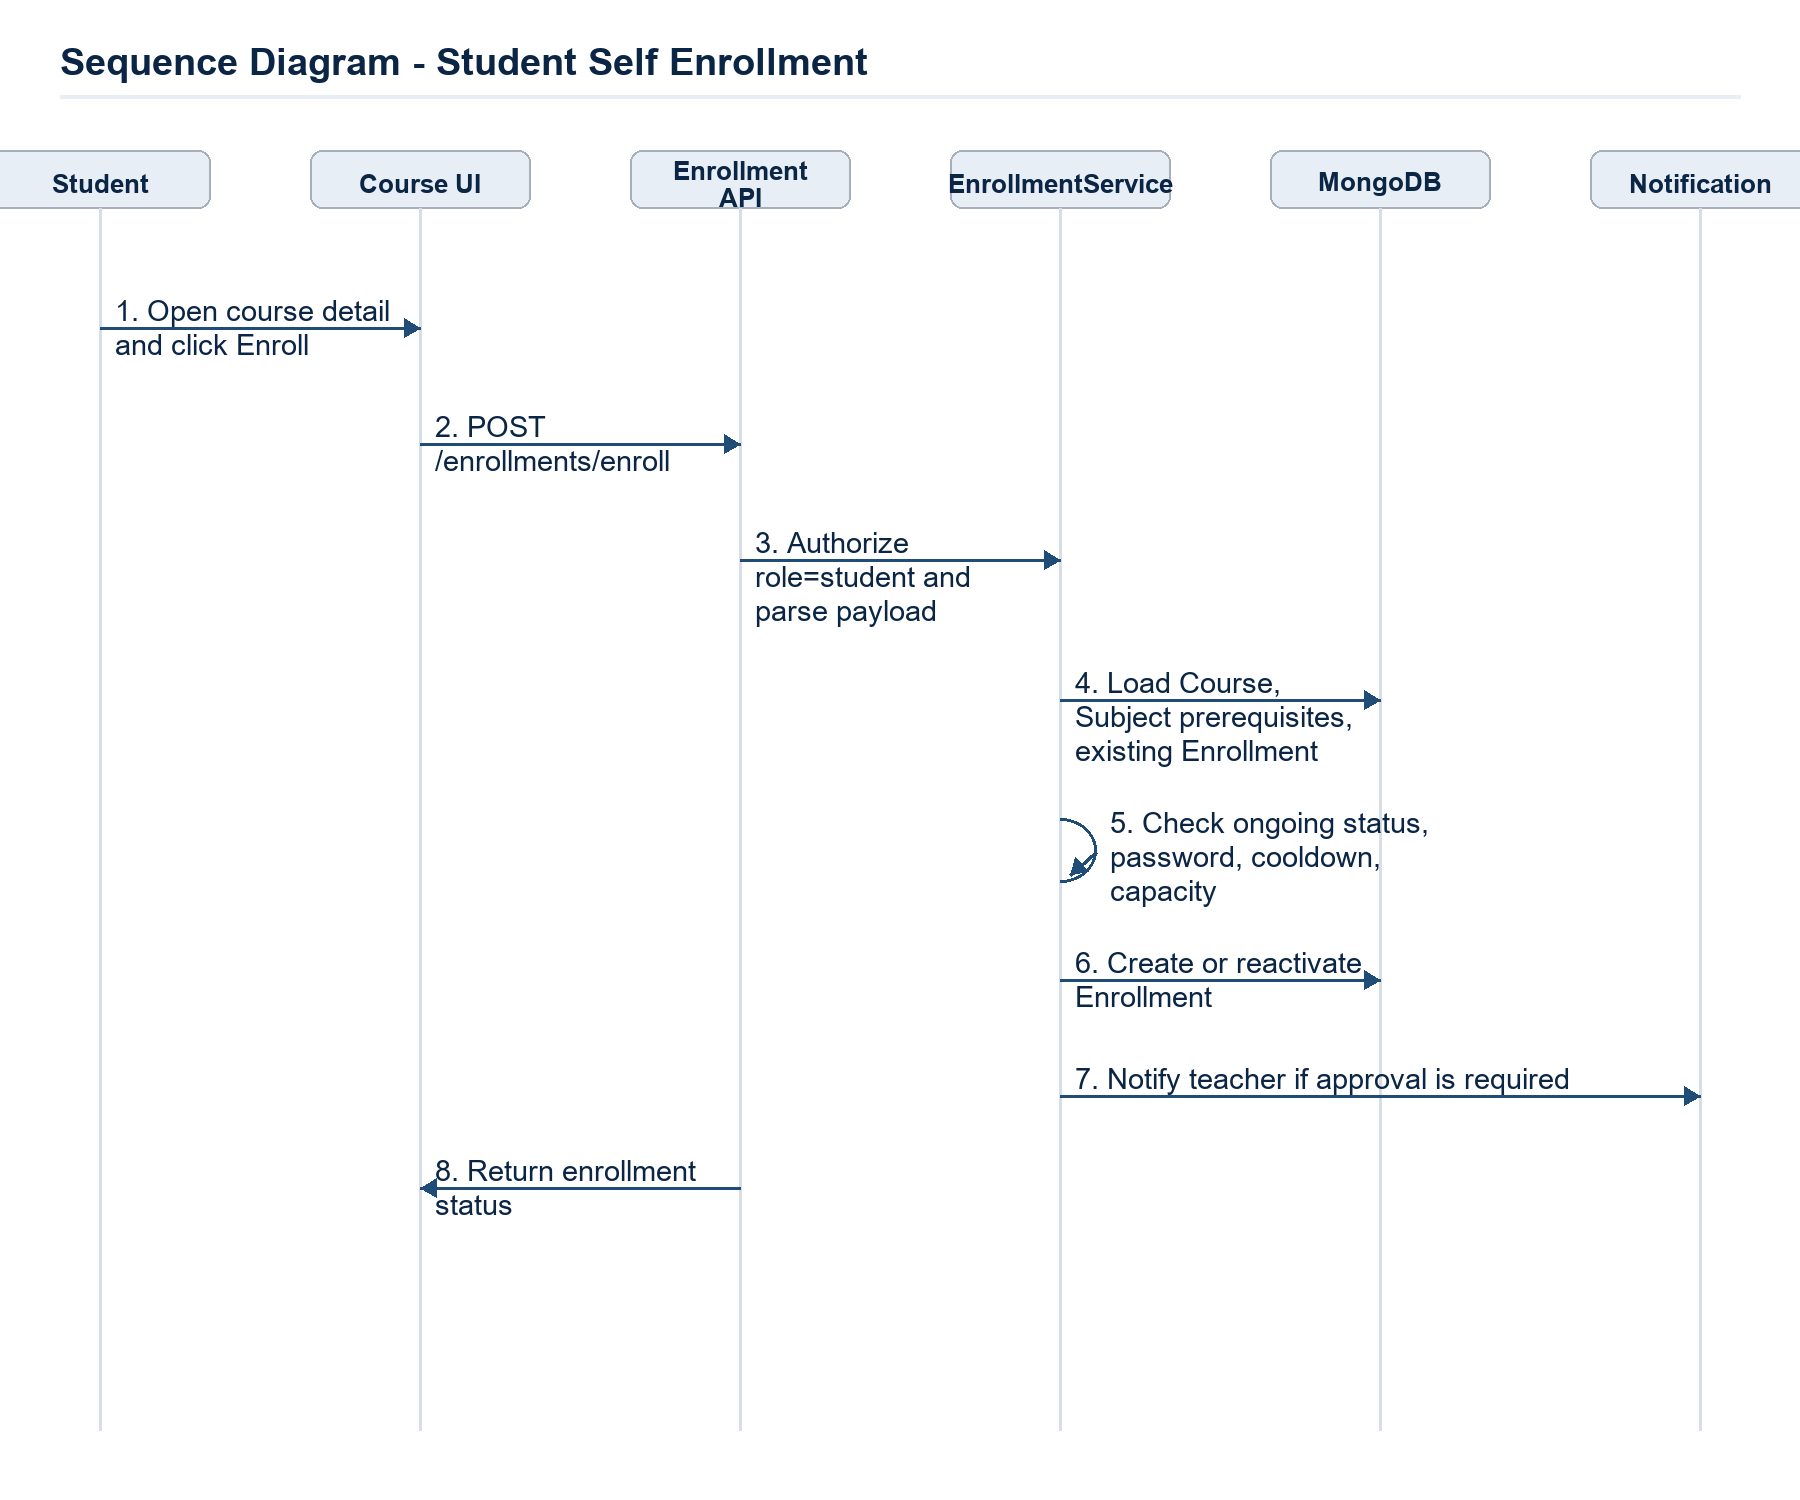 Sequence Diagram - Student Self Enrollment
Student
Course UI
Enrollment
API
EnrollmentService
MongoDB
Notification
1. Open course detail
and click Enroll
2. POST
/enrollments/enroll
3. Authorize
role=student and
parse payload
4. Load Course,
Subject prerequisites,
existing Enrollment
5. Check ongoing status,
password, cooldown,
capacity
6. Create or reactivate
Enrollment
7. Notify teacher if approval is required
8. Return enrollment
status